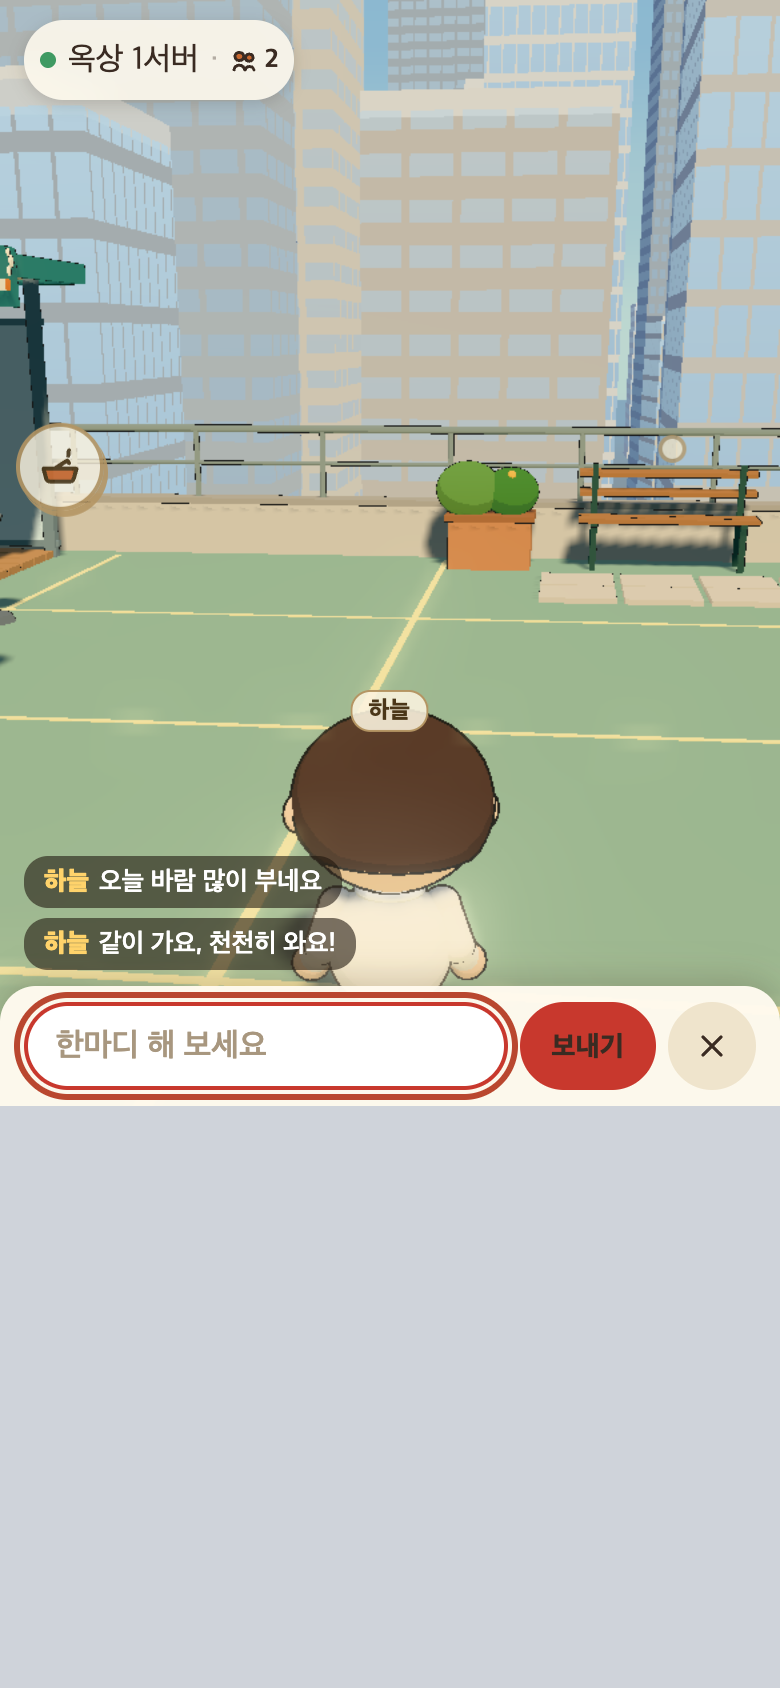 옥상 1서버 · 2
하늘
하늘 오늘 바람 많이 부네요
하늘 같이 가요, 천천히 와요!
한마디 해 보세요
보내기